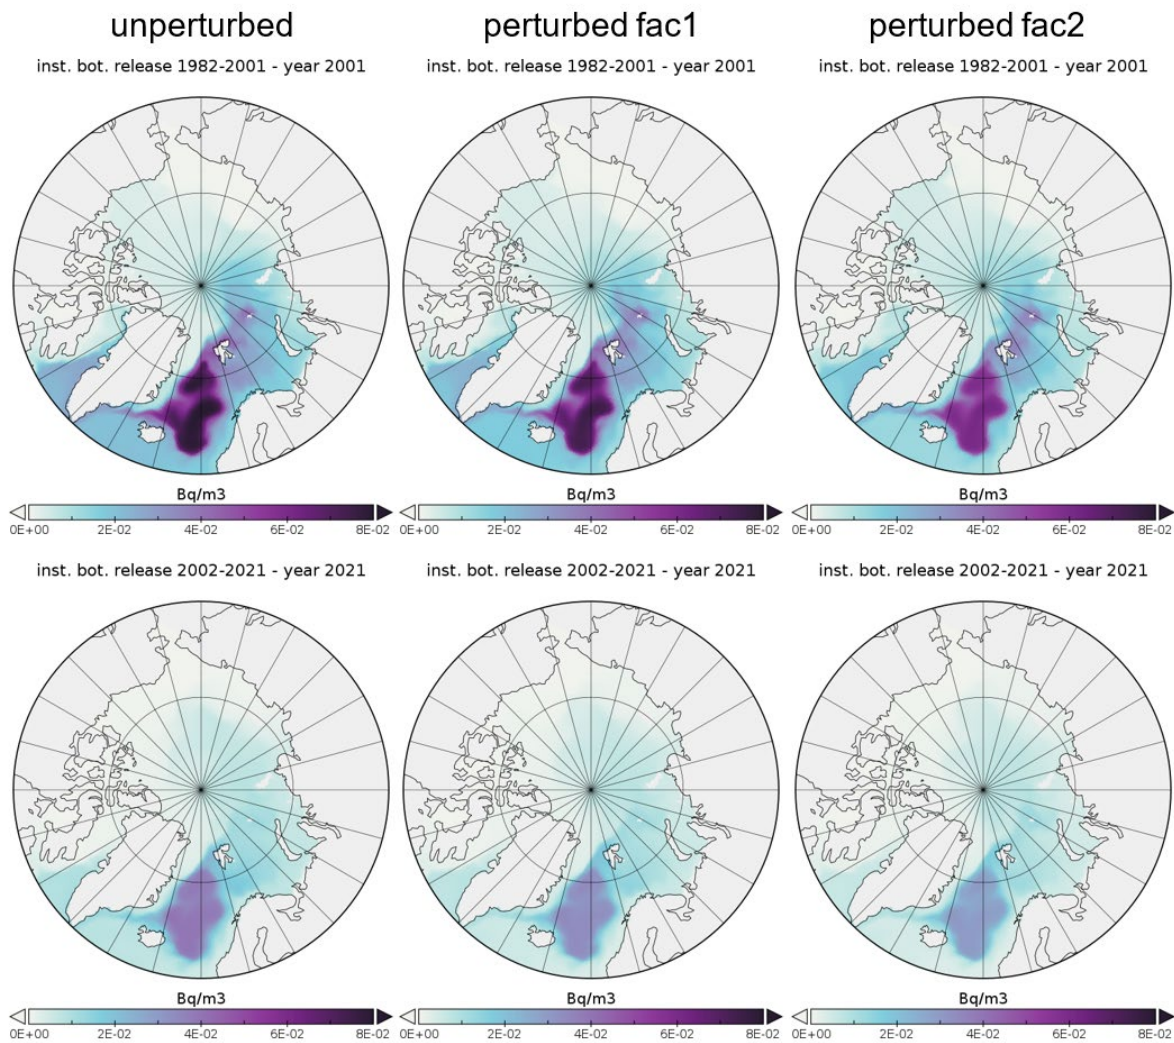 unperturbed perturbed fac1 perturbed fac2
inst. bot. release 1982-2001 - year 2001 inst. bot. release 1982-2001 - year 2001 inst. bot. release 1982-2001 - year 2001
Bq/m3 Bq/m3 Bq/m3
0E+00 2E-02 4E-02 6E-02 8E-02 0E+00 2E-02 4E-02 6E-02 8E-02 0E+00 2E-02 4E-02 6E-02 8E-02
inst. bot. release 2002-2021 - year 2021 inst. bot. release 2002-2021 - year 2021 inst. bot. release 2002-2021 - year 2021
Bq/m3 Bq/m3 Bq/m3
0E+00 2E-02 4E-02 6E-02 8E-02 0E+00 2E-02 4E-02 6E-02 8E-02 0E+00 2E-02 4E-02 6E-02 8E-02